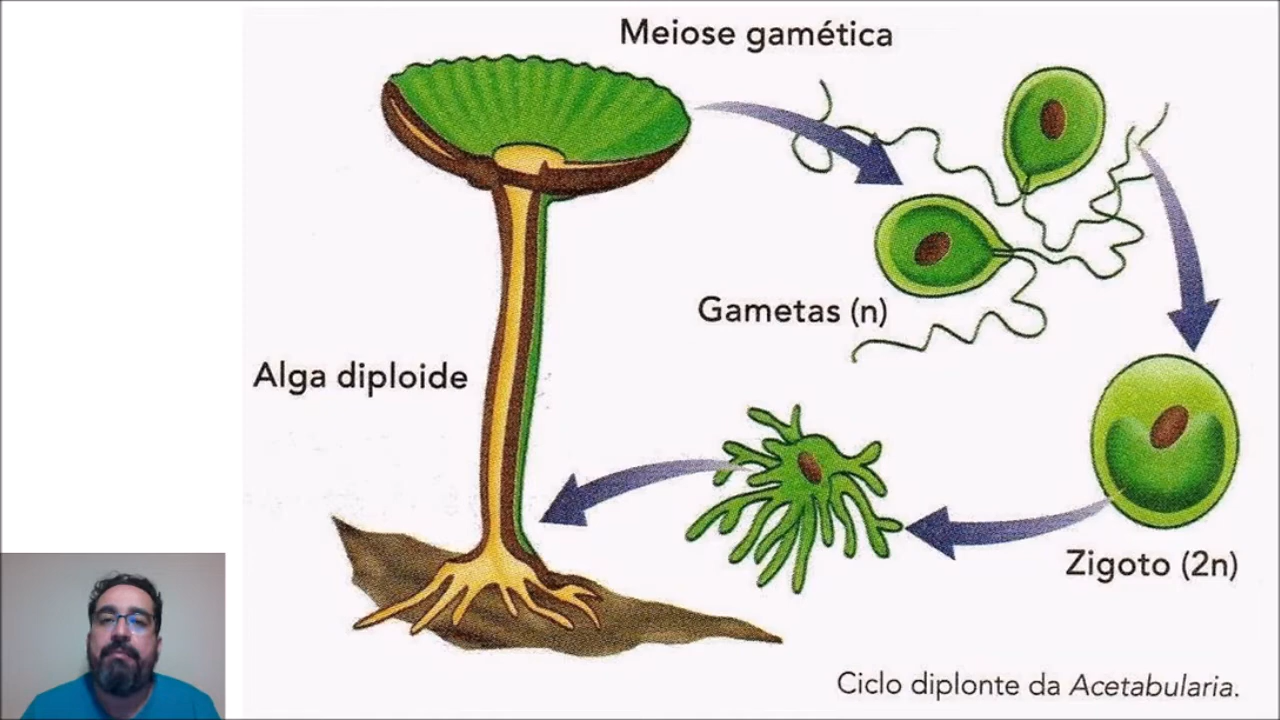 Meiose gamética
Gametas (n)
Alga diploide
Zigoto (2n)
Ciclo diplonte da Acetabularia.